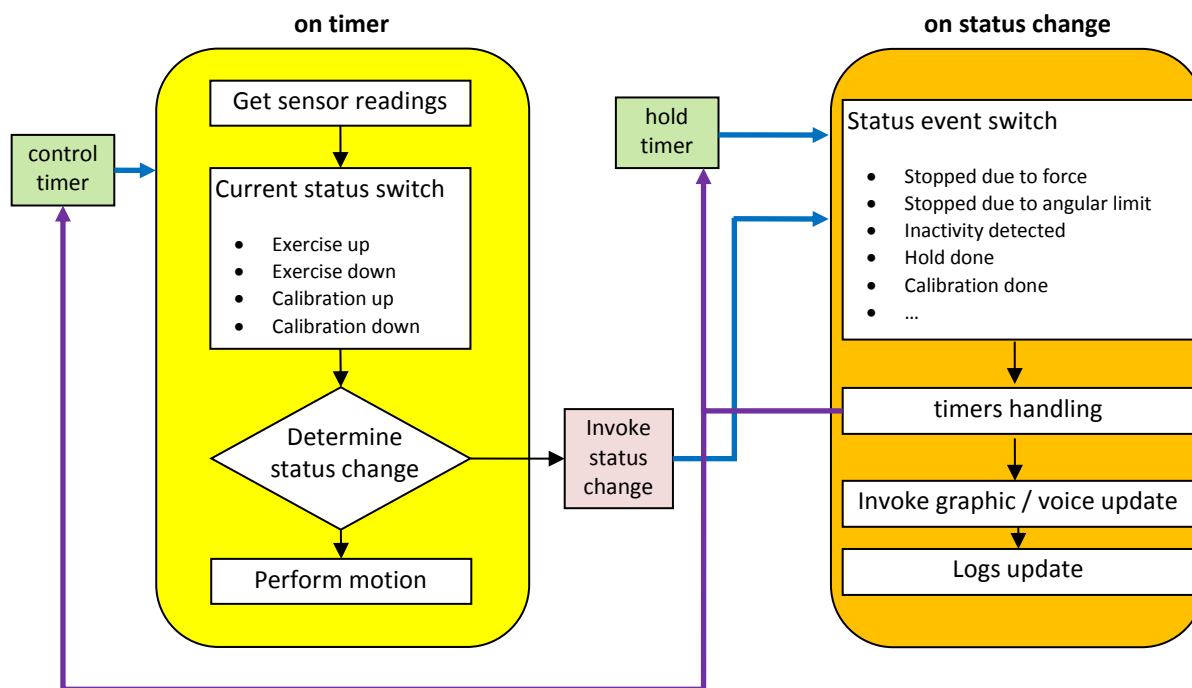 on timer
on status change
control
timer
Get sensor readings
Current status switch
• Exercise up
• Exercise down
• Calibration up
• Calibration down
Determine
status change
Perform motion
Invoke
status
change
hold
timer
Status event switch
• Stopped due to force
• Stopped due to angular limit
• Inactivity detected
• Hold done
• Calibration done
• ...
timers handling
Invoke graphic / voice update
Logs update